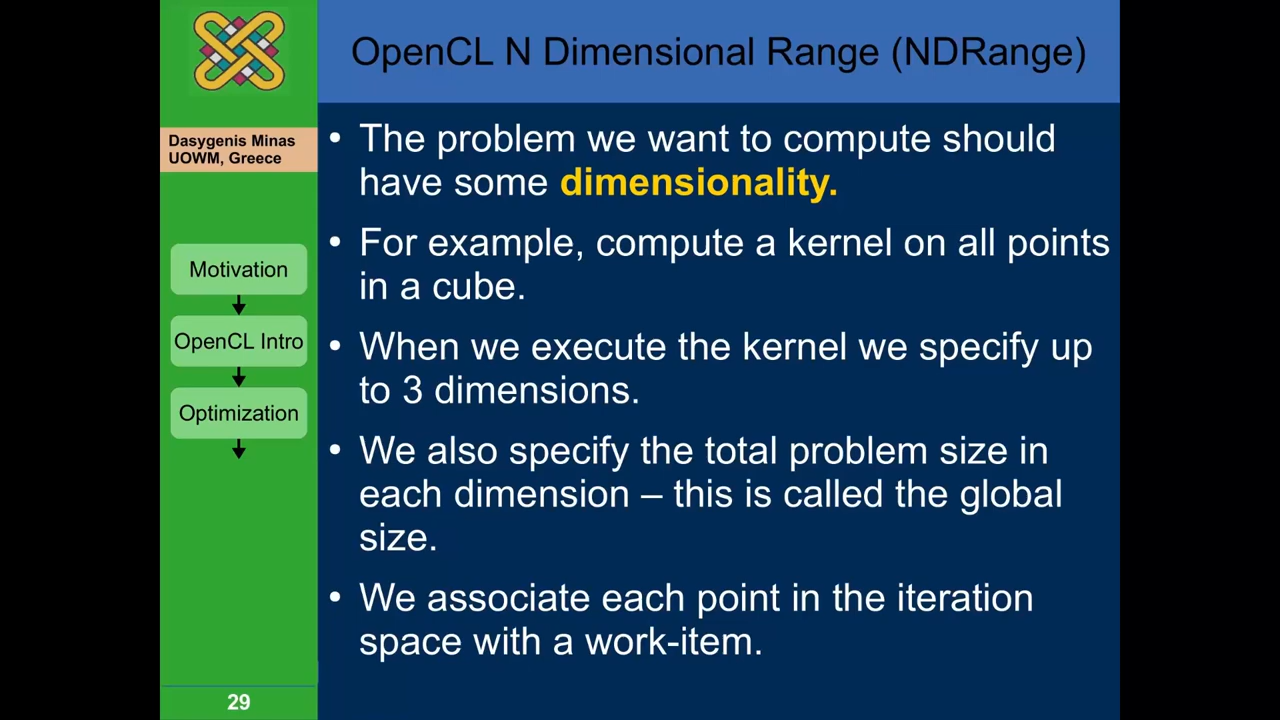 OpenCL N Dimensional Range (NDRange)
Dasygenis Minas
UOWM, Greece
Motivation
OpenCL Intro
Optimization
• The problem we want to compute should
have some dimensionality.
• For example, compute a kernel on all points
in a cube.
• When we execute the kernel we specify up
to 3 dimensions.
• We also specify the total problem size in
each dimension – this is called the global
size.
• We associate each point in the iteration
space with a work-item.
29